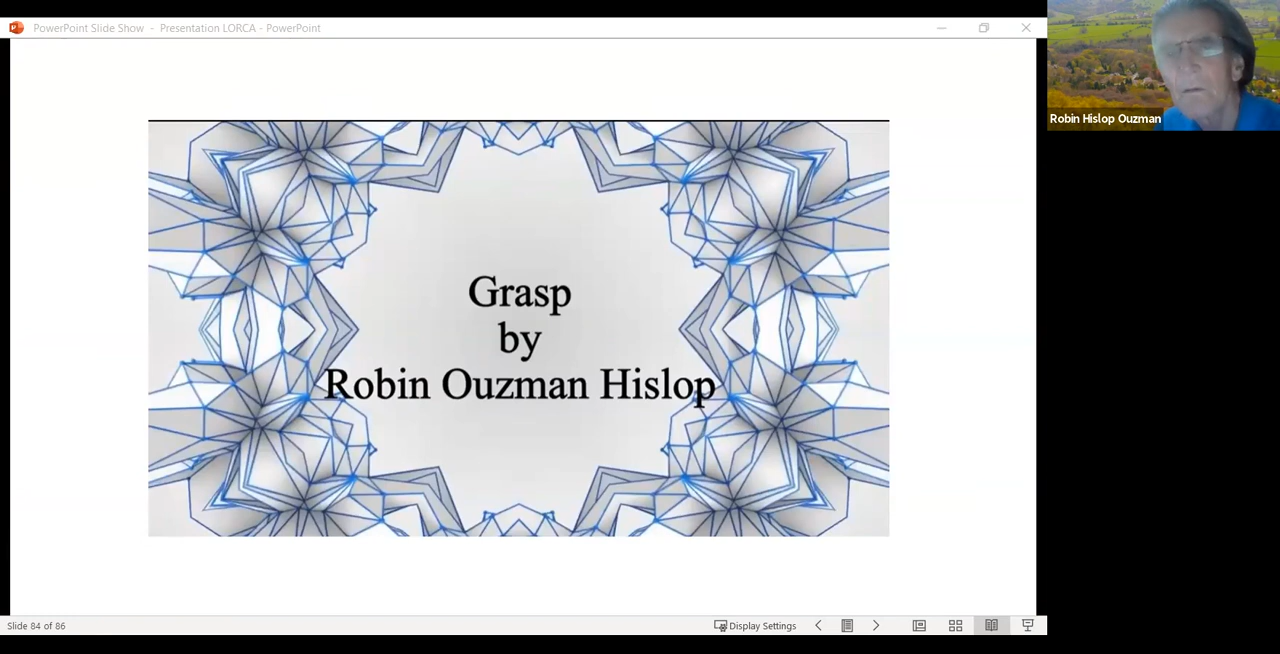 PowerPoint Slide Show - Presentation LORCA - PowerPoint
Robin Hislop Ouzman
Grasp
by
Robin Ouzman Hislop
Slide 84 of 86
Display Settings